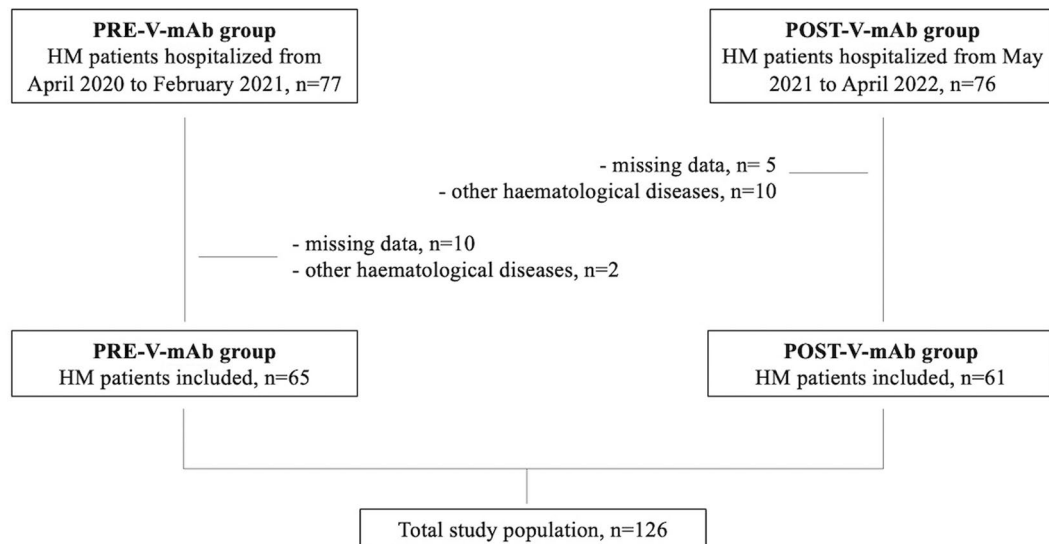 PRE-V-mAb group
HM patients hospitalized from
April 2020 to February 2021, n=77
POST-V-mAb group
HM patients hospitalized from May
2021 to April 2022, n=76
- missing data, n= 5
- other haematological diseases, n=10
- missing data, n=10
- other haematological diseases, n=2
PRE-V-mAb group
HM patients included, n=65
POST-V-mAb group
HM patients included, n=61
Total study population, n=126